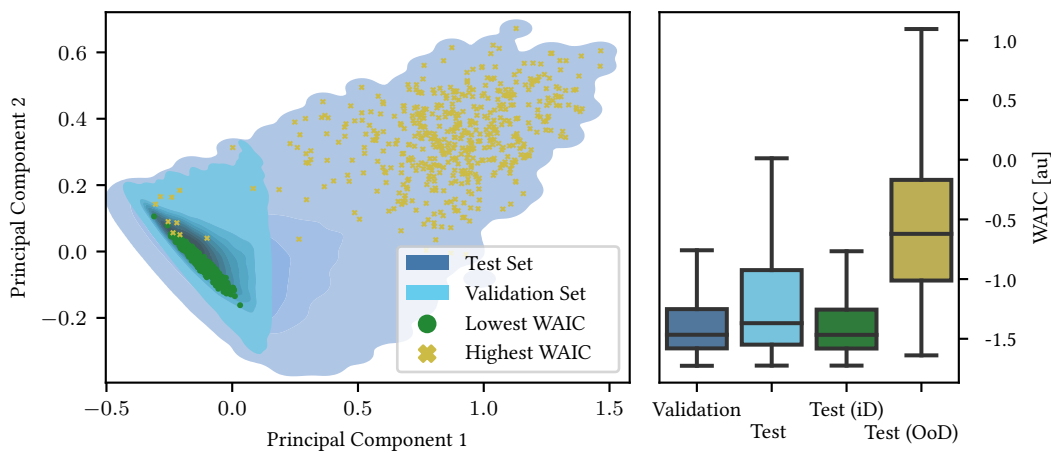 Principal Component 2
0.6
0.4
0.2
0.0
−0.2
−0.5
0.0
0.5
1.0
1.5
Principal Component 1
Test Set
Validation Set
Lowest WAIC
Highest WAIC
1.0
0.5
0.0
-0.5
-1.0
-1.5
WAIC [au]
Validation
Test
Test (iD)
Test (OoD)